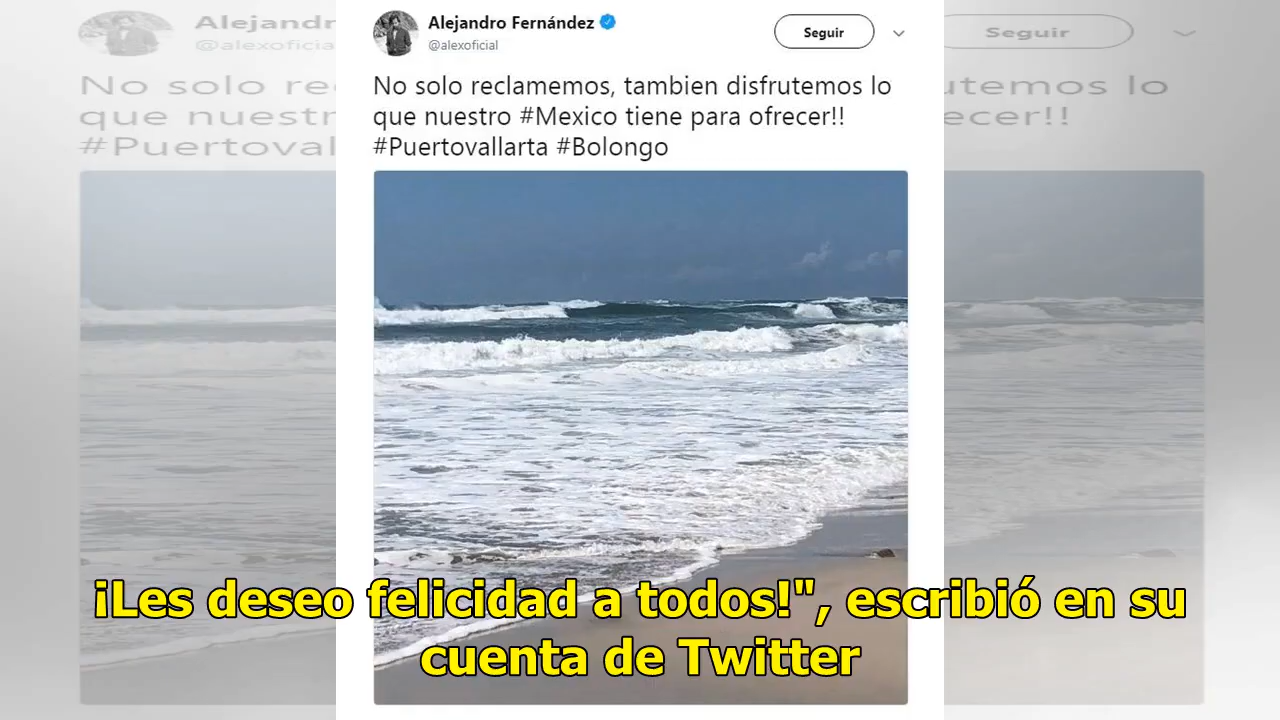 Alejandro Fernández
@alexoficial
Seguir
No solo reclamemos, tambien disfrutemos lo
que nuestro #Mexico tiene para ofrecer!!
#Puertovallarta #Bolongo
¡Les deseo felicidad a todos!", escribió en su
cuenta de Twitter